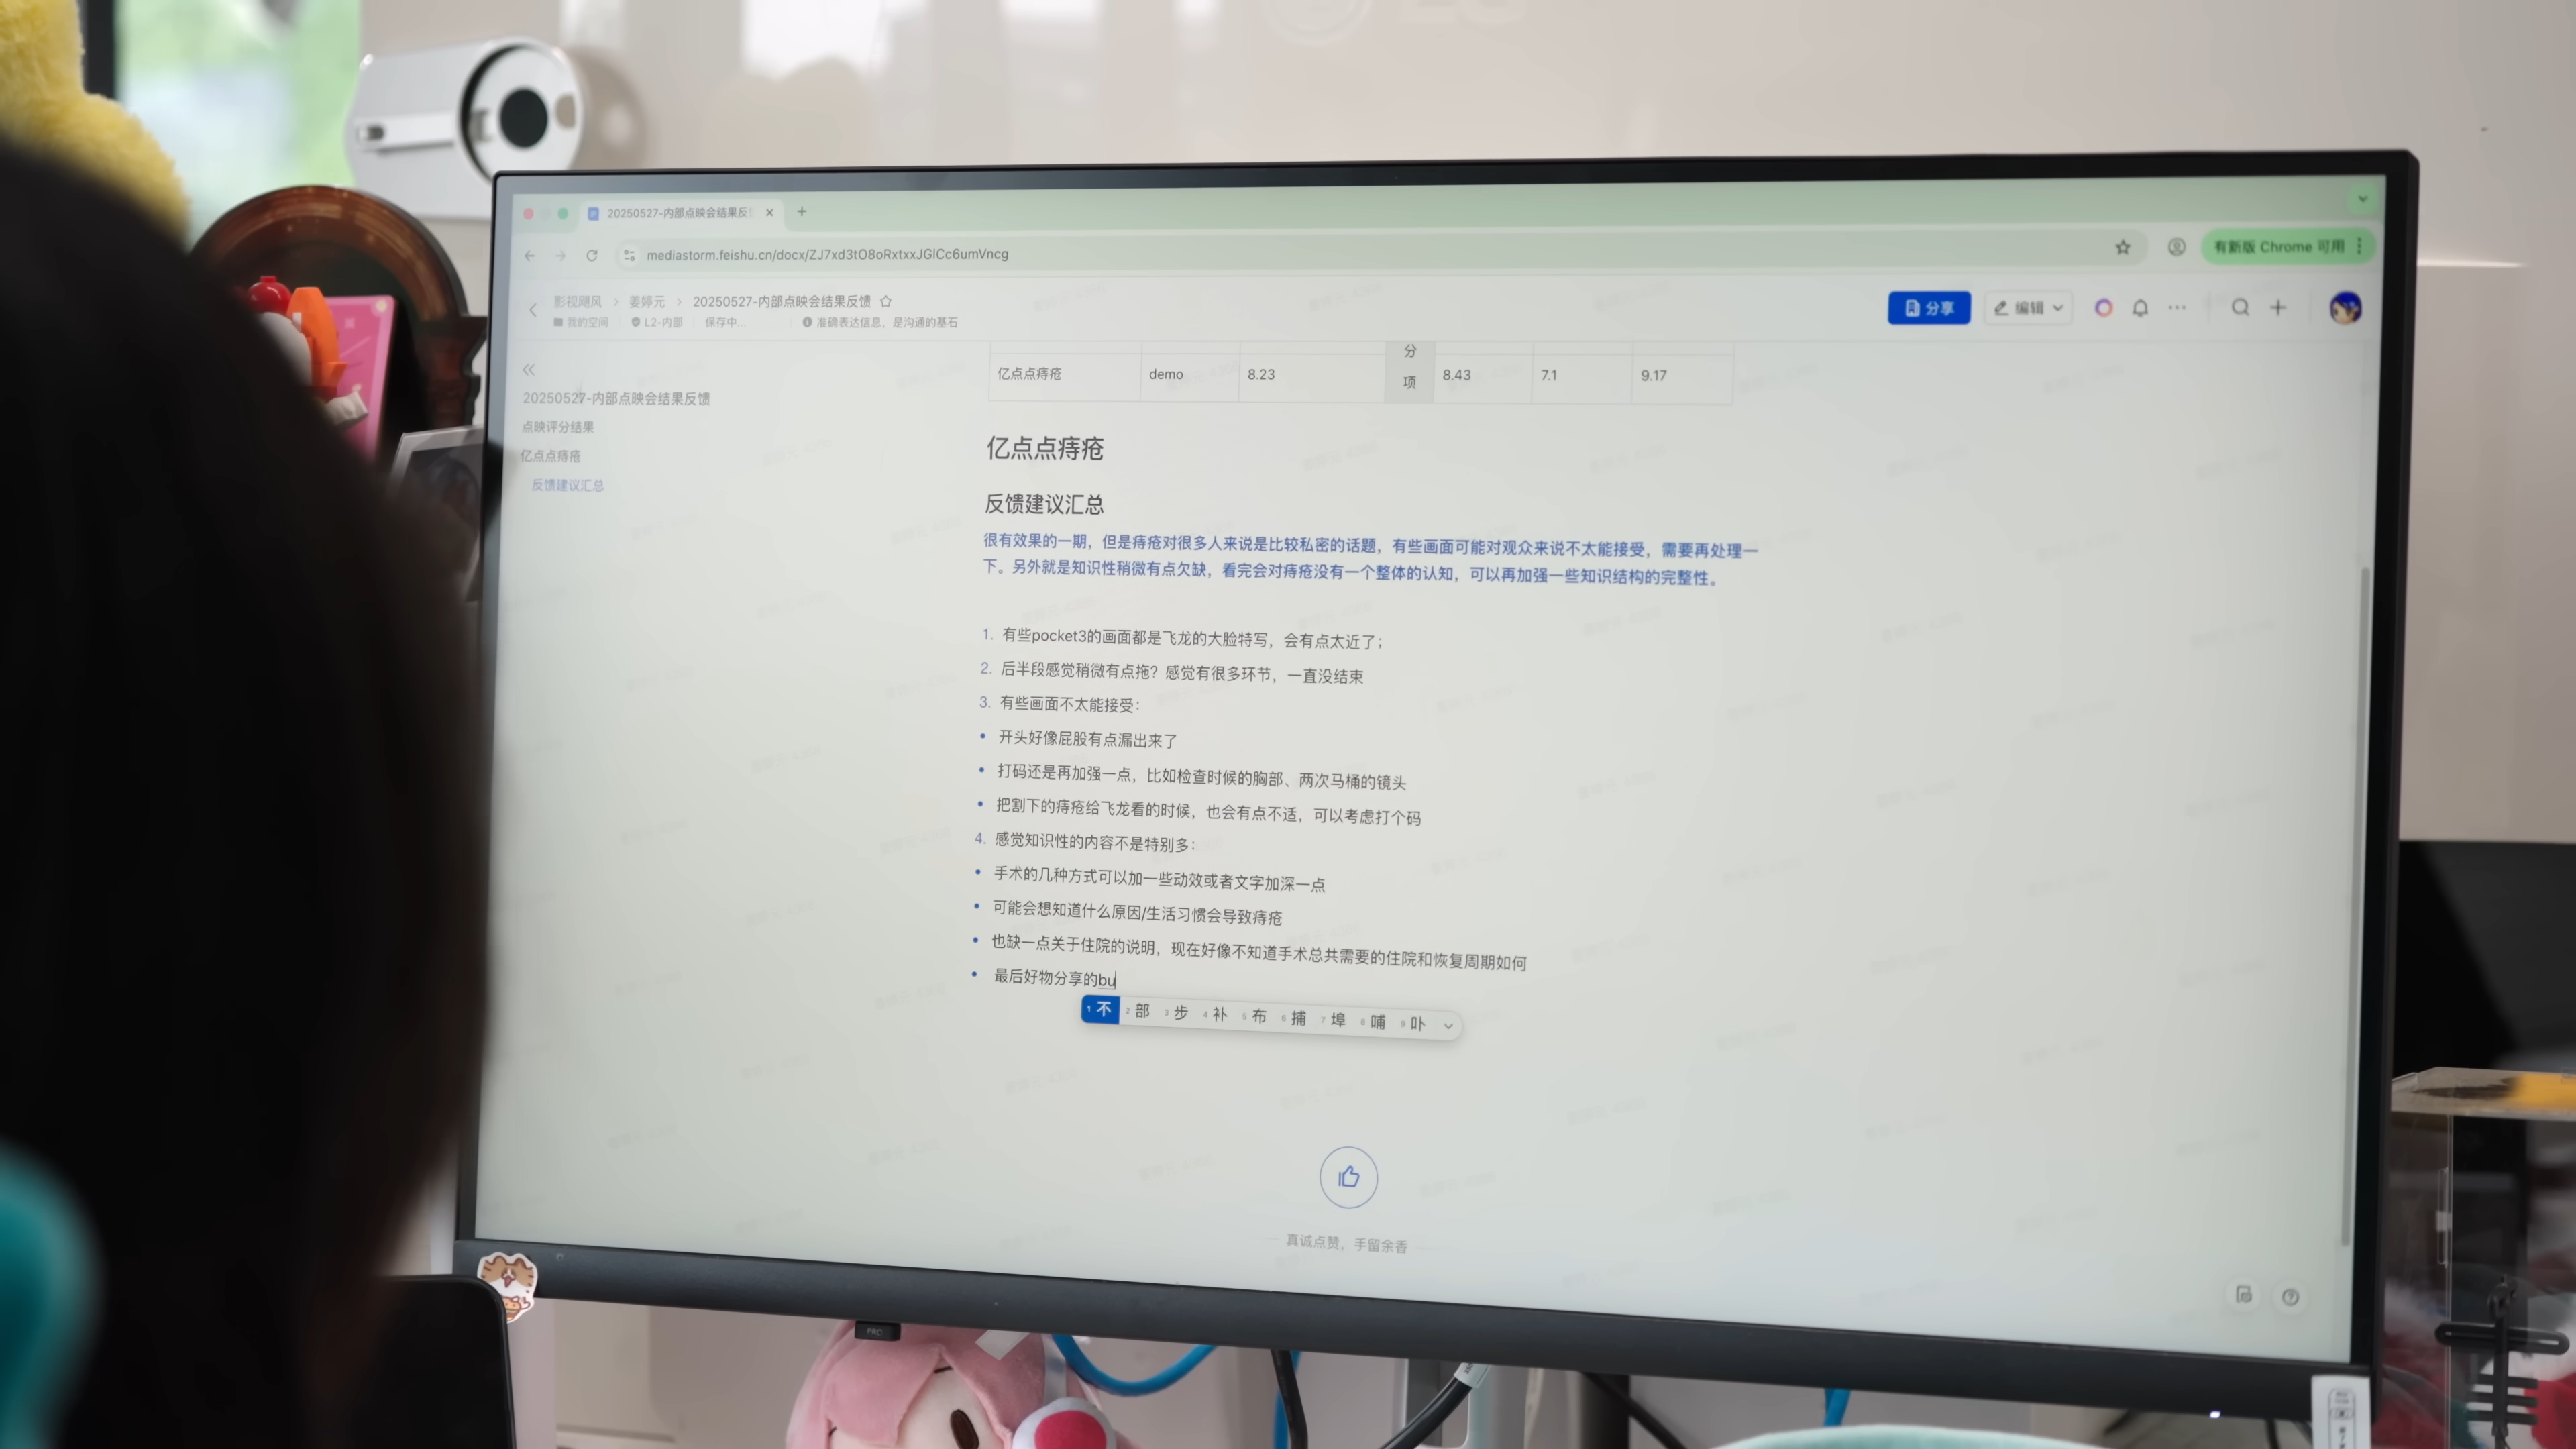 20250527-内部点映会结果反
mediastorm.feishu.cn/docx/ZJ7xd3tO8oRxtxxJGlCc6umVncg
有新版 Chrome 可用
影视飓风 > 姜婷元 > 20250527-内部点映会结果反馈
我的空间 L2-内部 保存中... 准确表达信息，是沟通的基石
分享 编辑
20250527-内部点映会结果反馈
点映评分结果
亿点点痔疮
反馈建议汇总
分
项
亿点点痔疮 demo 8.23 8.43 7.1 9.17
亿点点痔疮
反馈建议汇总
很有效果的一期，但是痔疮对很多人来说是比较私密的话题，有些画面可能对观众来说不太能接受，需要再处理一
下。另外就是知识性稍微有点欠缺，看完会对痔疮没有一个整体的认知，可以再加强一些知识结构的完整性。
1. 有些pocket3的画面都是飞龙的大脸特写，会有点太近了；
2. 后半段感觉稍微有点拖？感觉有很多环节，一直没结束
3. 有些画面不太能接受：
• 开头好像屁股有点漏出来了
• 打码还是再加强一点，比如检查时候的胸部、两次马桶的镜头
• 把割下的痔疮给飞龙看的时候，也会有点不适，可以考虑打个码
4. 感觉知识性的内容不是特别多：
• 手术的几种方式可以加一些动效或者文字加深一点
• 可能会想知道什么原因/生活习惯会导致痔疮
• 也缺一点关于住院的说明，现在好像不知道手术总共需要的住院和恢复周期如何
• 最后好物分享的bu
1 不 2 部 3 步 4 补 5 布 6 捕 7 埠 8 哺 9 卟
真诚点赞，手留余香
PRO